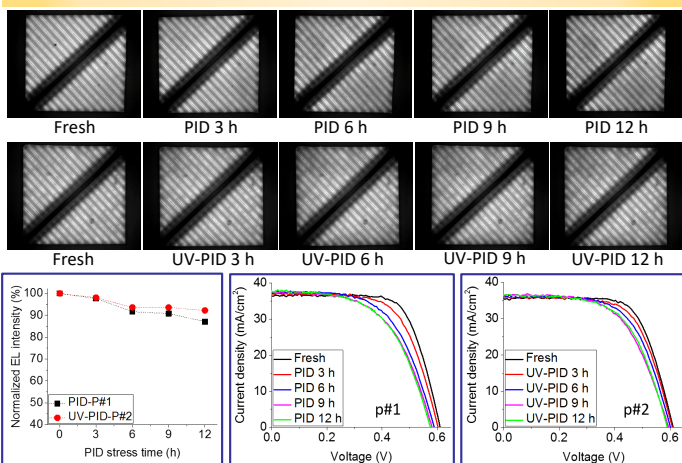 Fresh PID 3 h PID 6 h PID 9 h PID 12 h
Fresh UV-PID 3 h UV-PID 6 h UV-PID 9 h UV-PID 12 h
Normalized EL intensity (%)
100
90
80
70
60
50
40
PID-P#1
UV-PID-P#2
0 3 6 9 12
PID stress time (h)
Current density (mA/cm²)
40
30
20
10
0
Fresh
PID 3 h
PID 6 h
PID 9 h
PID 12 h
p#1
0.0 0.2 0.4 0.6
Voltage (V)
Current density (mA/cm²)
40
30
20
10
0
Fresh
UV-PID 3 h
UV-PID 6 h
UV-PID 9 h
UV-PID 12 h
p#2
0.0 0.2 0.4 0.6
Voltage (V)